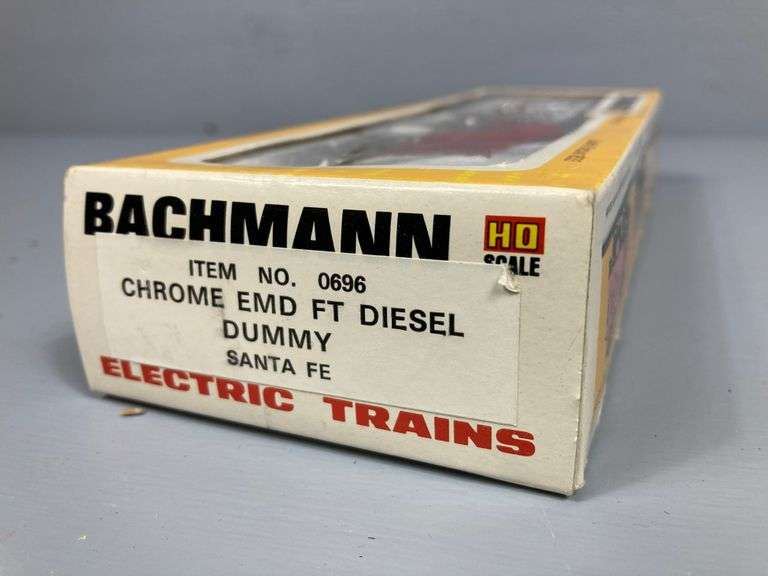 BACHMANN
HO
SCALE
ITEM NO. 0696
CHROME EMD FT DIESEL
DUMMY
SANTA FE
ELECTRIC TRAINS